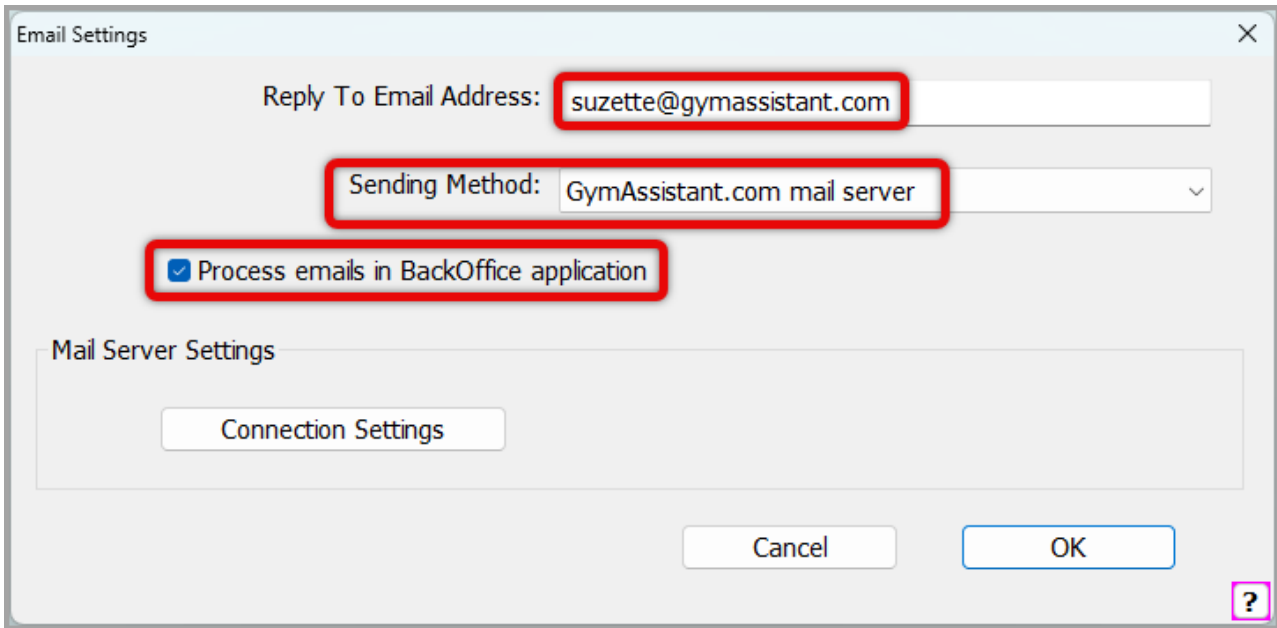 Email Settings
Reply To Email Address: suzette@gymassistant.com
Sending Method: GymAssistant.com mail server
Process emails in BackOffice application
Mail Server Settings
Connection Settings
Cancel OK
?